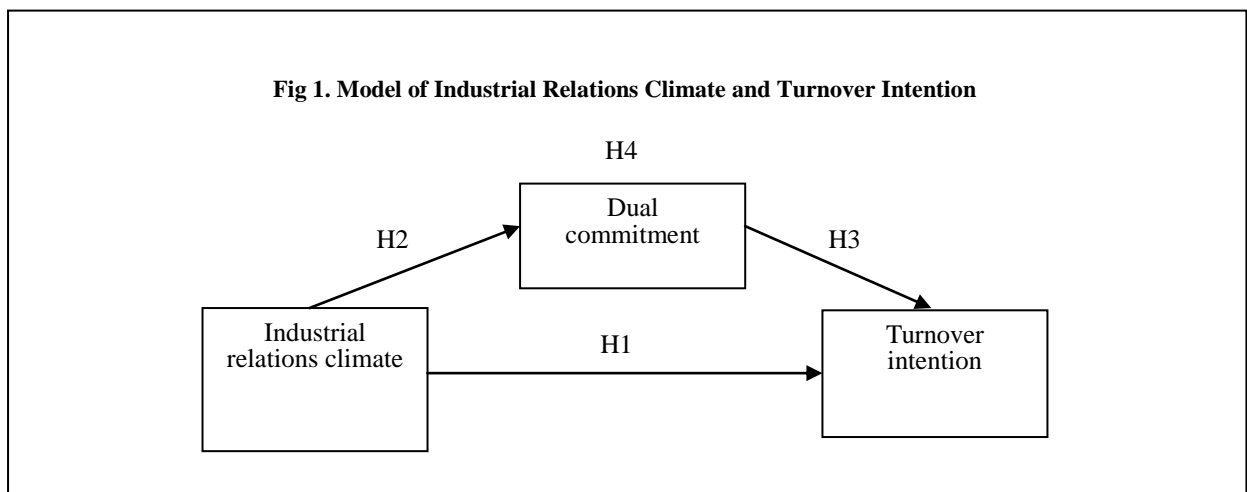 Fig 1. Model of Industrial Relations Climate and Turnover Intention
H4
Dual
commitment
H2
H3
Industrial
relations climate
H1
Turnover
intention